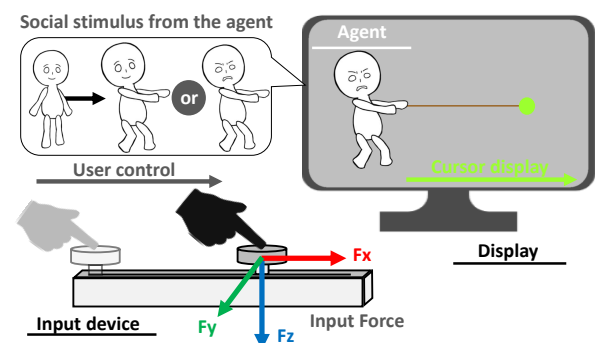 Social stimulus from the agent
Agent
or
User control
Cursor display
Display
Fx
Input Force
Input device
Fy
Fz